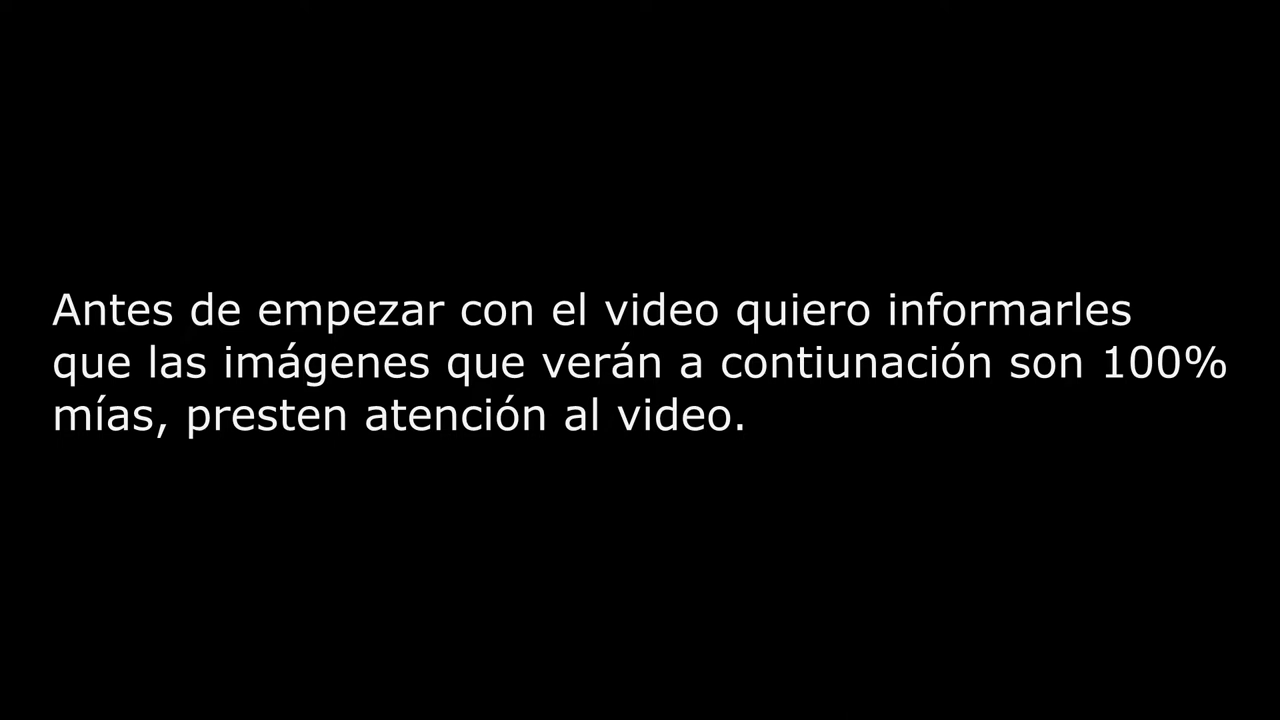 Antes de empezar con el video quiero informarles
que las imágenes que verán a contiunación son 100%
mías, presten atención al video.